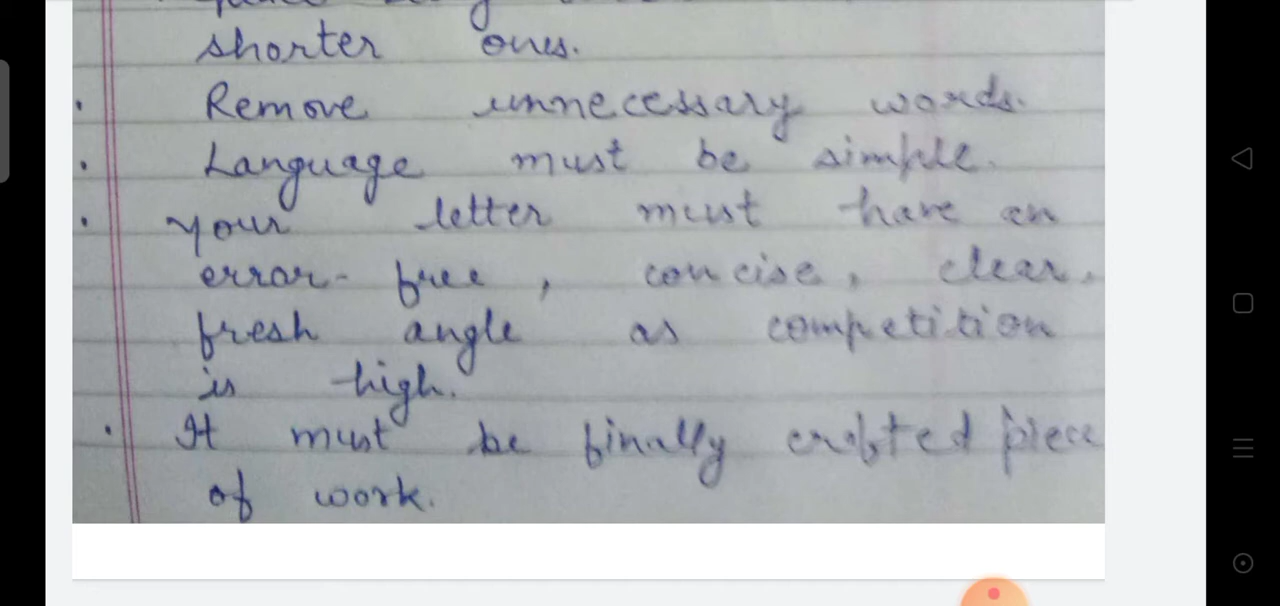 shorter ones.
• Remove unnecessary words.
• Language must be simple.
• Your letter must have an
error-free, concise, clear,
fresh angle as competition
is high.
• It must be finally crafted piece
of work.